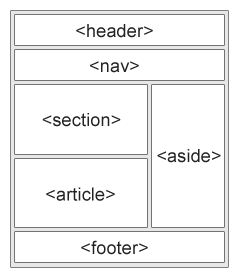 <header>
<nav>
<section>
<aside>
<article>
<footer>